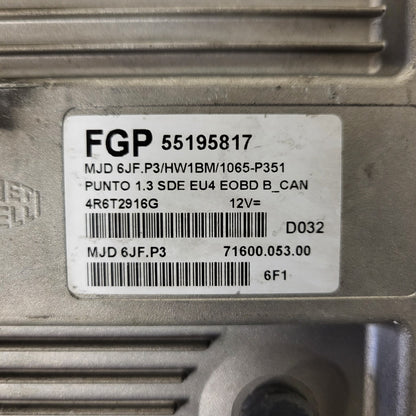 FGP 55195817
MJD 6JF.P3/HW1BM/1065-P351
PUNTO 1.3 SDE EU4 EOBD B_CAN
4R6T2916G 12V=
D032
MJD 6JF.P3 71600.053.00
6F1